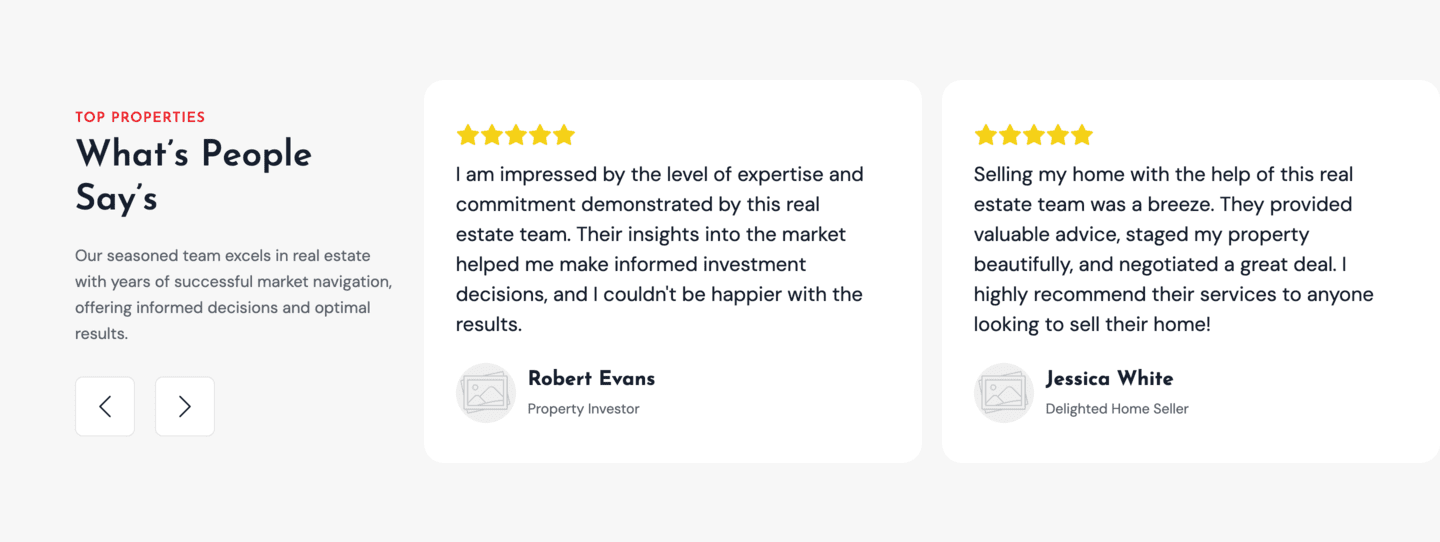 TOP PROPERTIES
What's People
Say's
Our seasoned team excels in real estate
with years of successful market navigation,
offering informed decisions and optimal
results.
I am impressed by the level of expertise and
commitment demonstrated by this real
estate team. Their insights into the market
helped me make informed investment
decisions, and I couldn't be happier with the
results.
Robert Evans
Property Investor
Selling my home with the help of this real
estate team was a breeze. They provided
valuable advice, staged my property
beautifully, and negotiated a great deal. I
highly recommend their services to anyone
looking to sell their home!
Jessica White
Delighted Home Seller